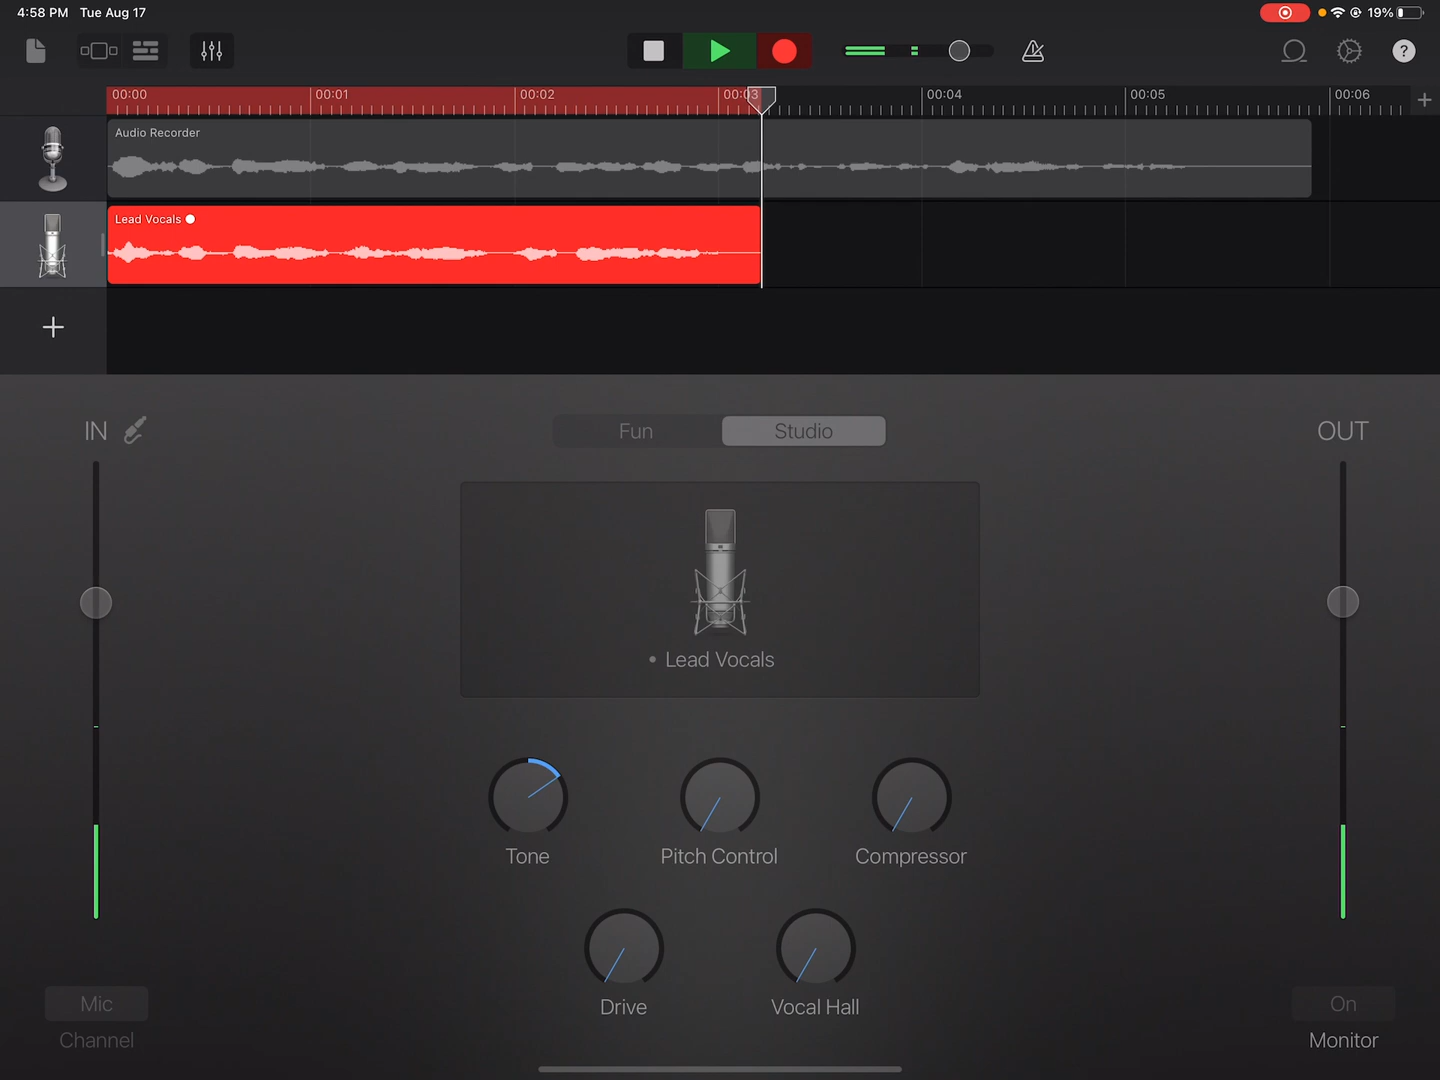 4:58 PM Tue Aug 17
19%
?
00:00 00:01 00:02 00:03 00:04 00:05 00:06
Audio Recorder
Lead Vocals
IN
Fun
Studio
OUT
Lead Vocals
Tone
Pitch Control
Compressor
Drive
Vocal Hall
Mic
Channel
On
Monitor